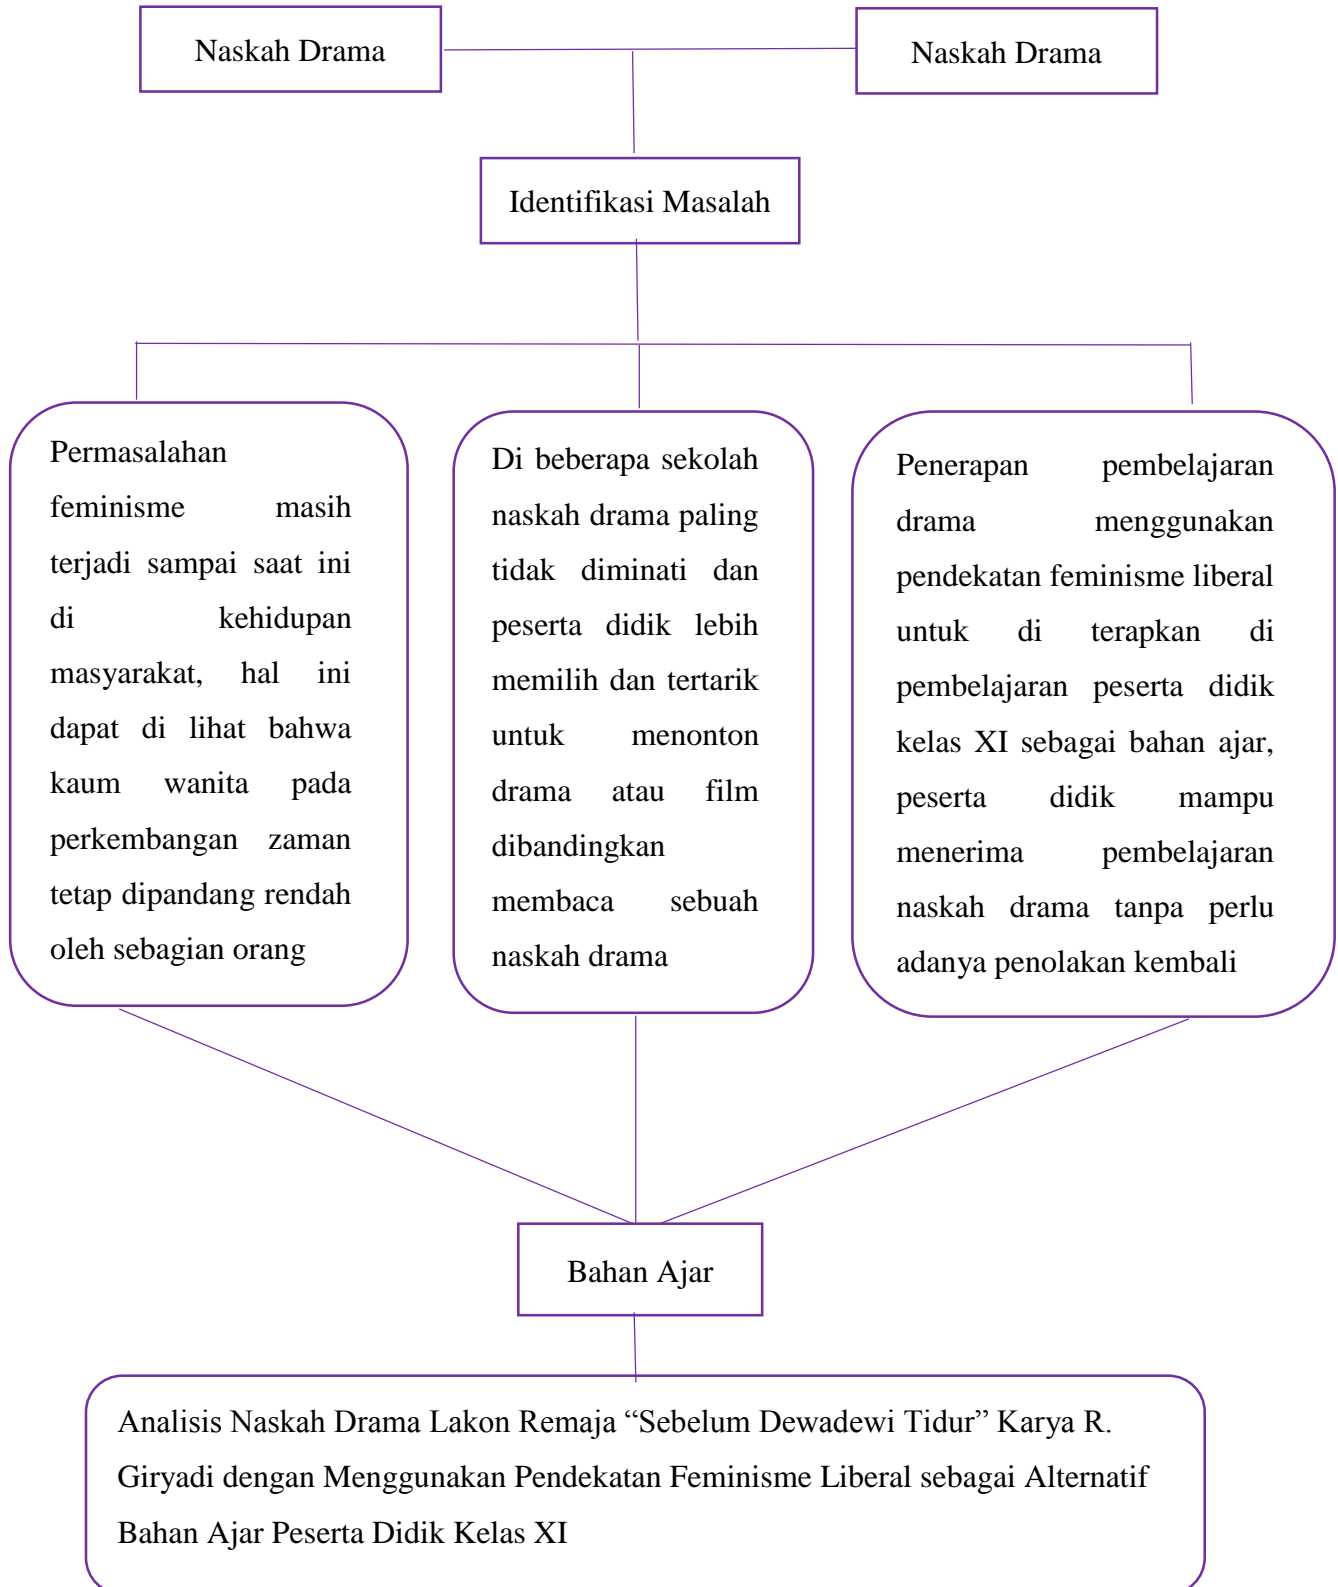 Naskah Drama
Naskah Drama
Identifikasi Masalah
Permasalahan
feminisme masih
terjadi sampai saat ini
di kehidupan
masyarakat, hal ini
dapat di lihat bahwa
kaum wanita pada
perkembangan zaman
tetap dipandang rendah
oleh sebagian orang
Di beberapa sekolah
naskah drama paling
tidak diminati dan
peserta didik lebih
memilih dan tertarik
untuk menonton
drama atau film
dibandingkan
membaca sebuah
naskah drama
Penerapan pembelajaran
drama menggunakan
pendekatan feminisme liberal
untuk di terapkan di
pembelajaran peserta didik
kelas XI sebagai bahan ajar,
peserta didik mampu
menerima pembelajaran
naskah drama tanpa perlu
adanya penolakan kembali
Bahan Ajar
Analisis Naskah Drama Lakon Remaja “Sebelum Dewadewi Tidur” Karya R.
Giryadi dengan Menggunakan Pendekatan Feminisme Liberal sebagai Alternatif
Bahan Ajar Peserta Didik Kelas XI